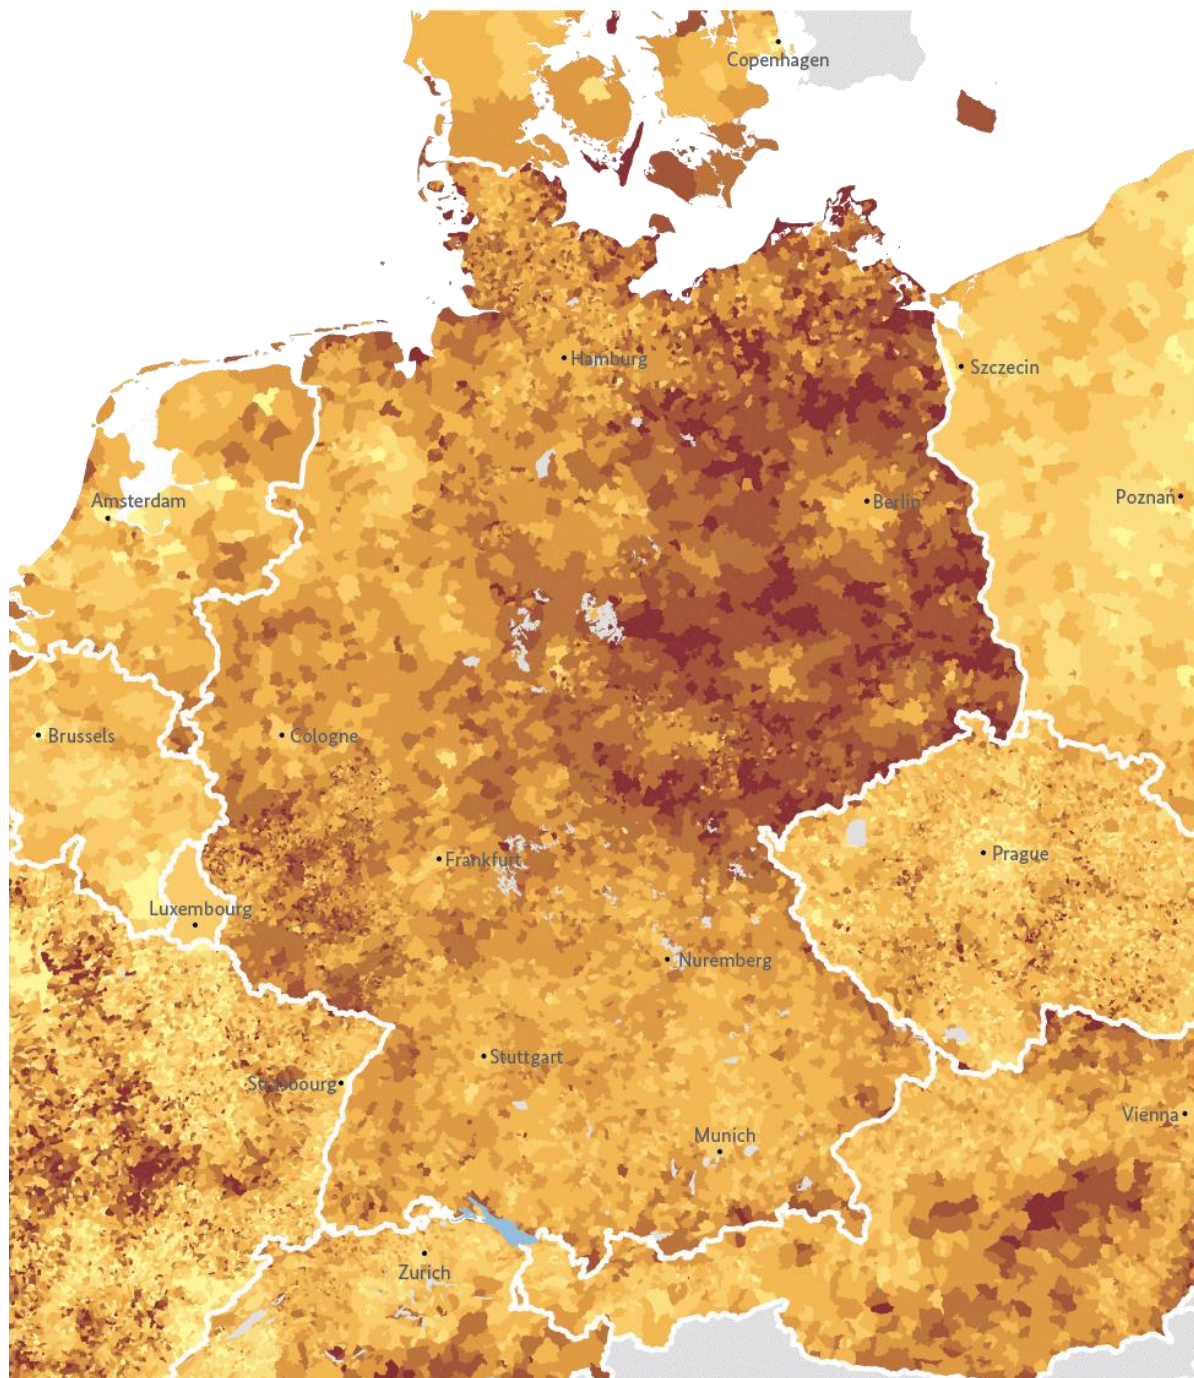 Copenhagen
Hamburg
Szczecin
Amsterdam
Berlin
Poznań
Brussels
Cologne
Frankfurt
Prague
Luxembourg
Nuremberg
Stuttgart
Strasbourg
Vienna
Munich
Zurich